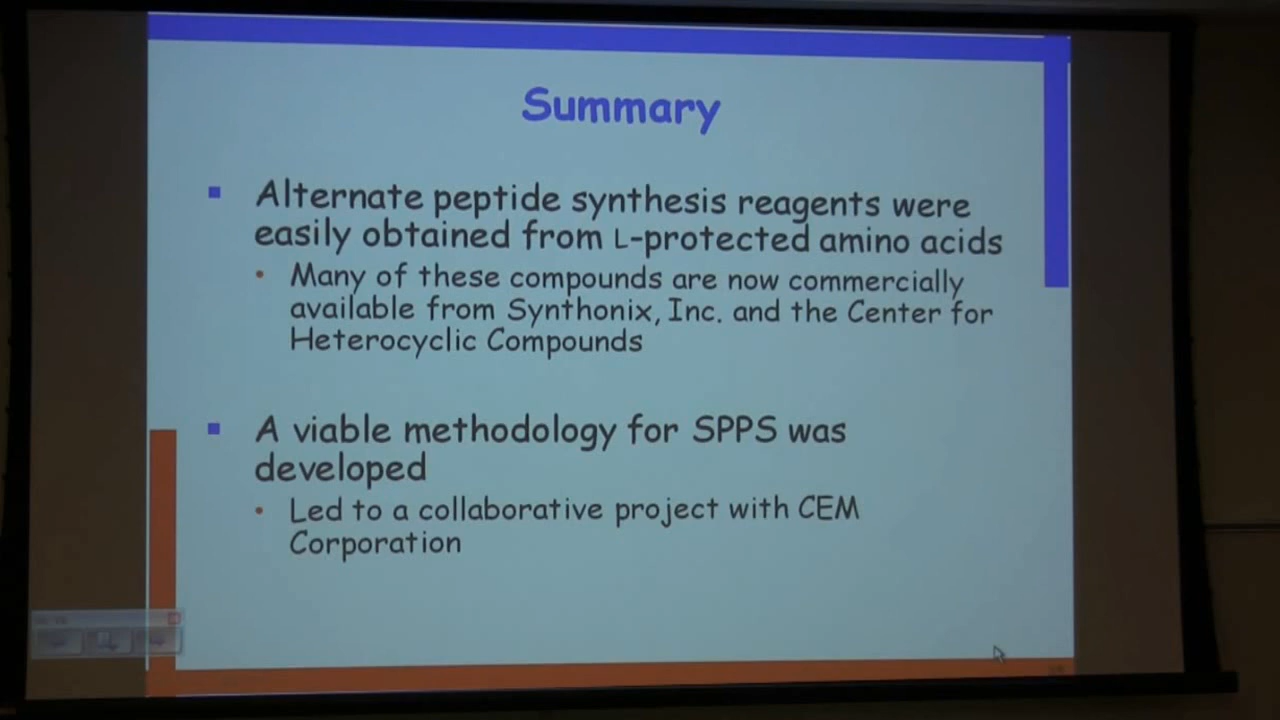 Summary
Alternate peptide synthesis reagents were
easily obtained from L-protected amino acids
Many of these compounds are now commercially
available from Synthonix, Inc. and the Center for
Heterocyclic Compounds
A viable methodology for SPPS was
developed
Led to a collaborative project with CEM
Corporation